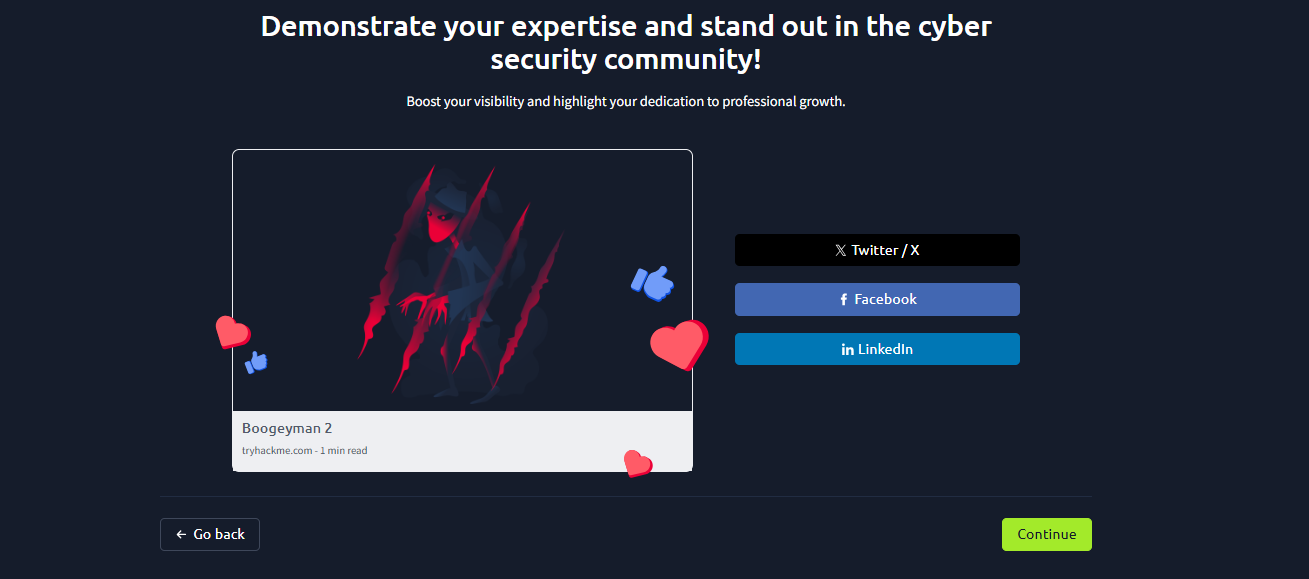 Demonstrate your expertise and stand out in the cyber
security community!
Boost your visibility and highlight your dedication to professional growth.
𝕏 Twitter / X
Facebook
LinkedIn
Boogeyman 2
tryhackme.com - 1 min read
← Go back
Continue